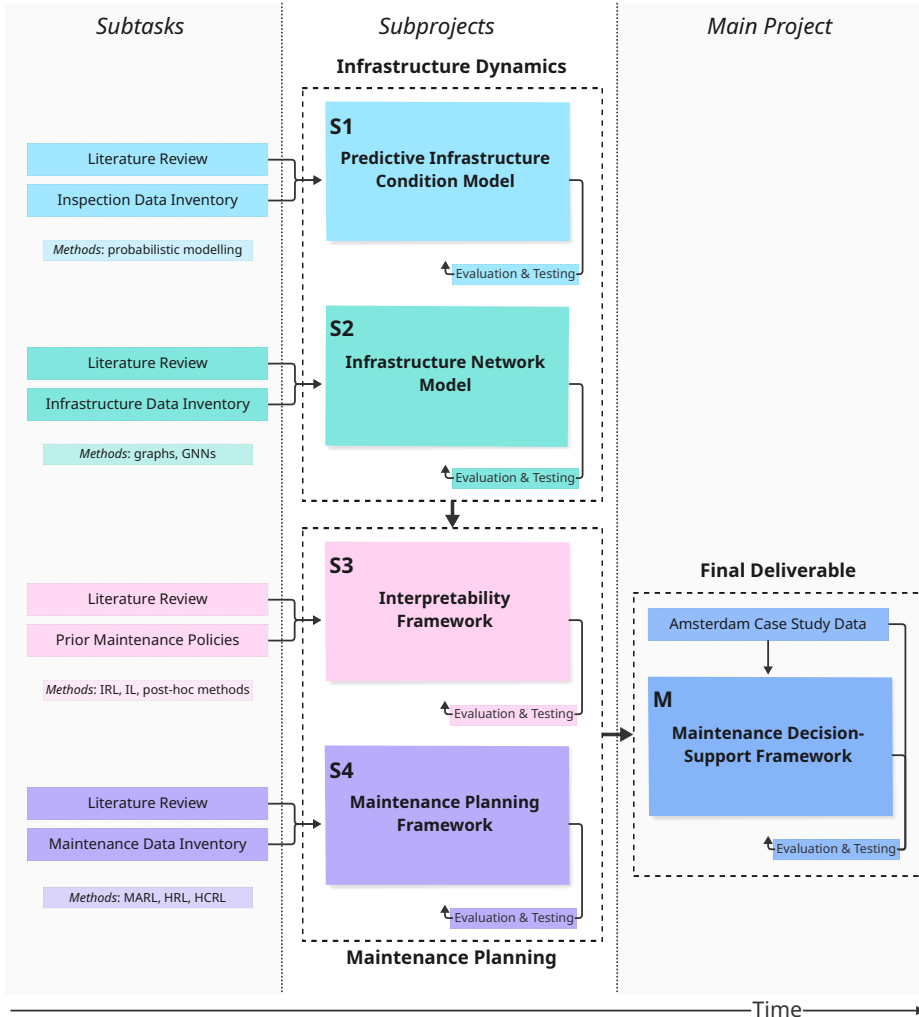 Subtasks
Subprojects
Main Project
Infrastructure Dynamics
S1
Predictive Infrastructure
Condition Model
Literature Review
Inspection Data Inventory
Methods: probabilistic modelling
Evaluation & Testing
S2
Infrastructure Network
Model
Literature Review
Infrastructure Data Inventory
Methods: graphs, GNNs
Evaluation & Testing
S3
Interpretability
Framework
Literature Review
Prior Maintenance Policies
Methods: IRL, IL, post-hoc methods
Evaluation & Testing
S4
Maintenance Planning
Framework
Literature Review
Maintenance Data Inventory
Methods: MARL, HRL, HCRL
Evaluation & Testing
Maintenance Planning
Final Deliverable
Amsterdam Case Study Data
M
Maintenance Decision-
Support Framework
Evaluation & Testing
Time